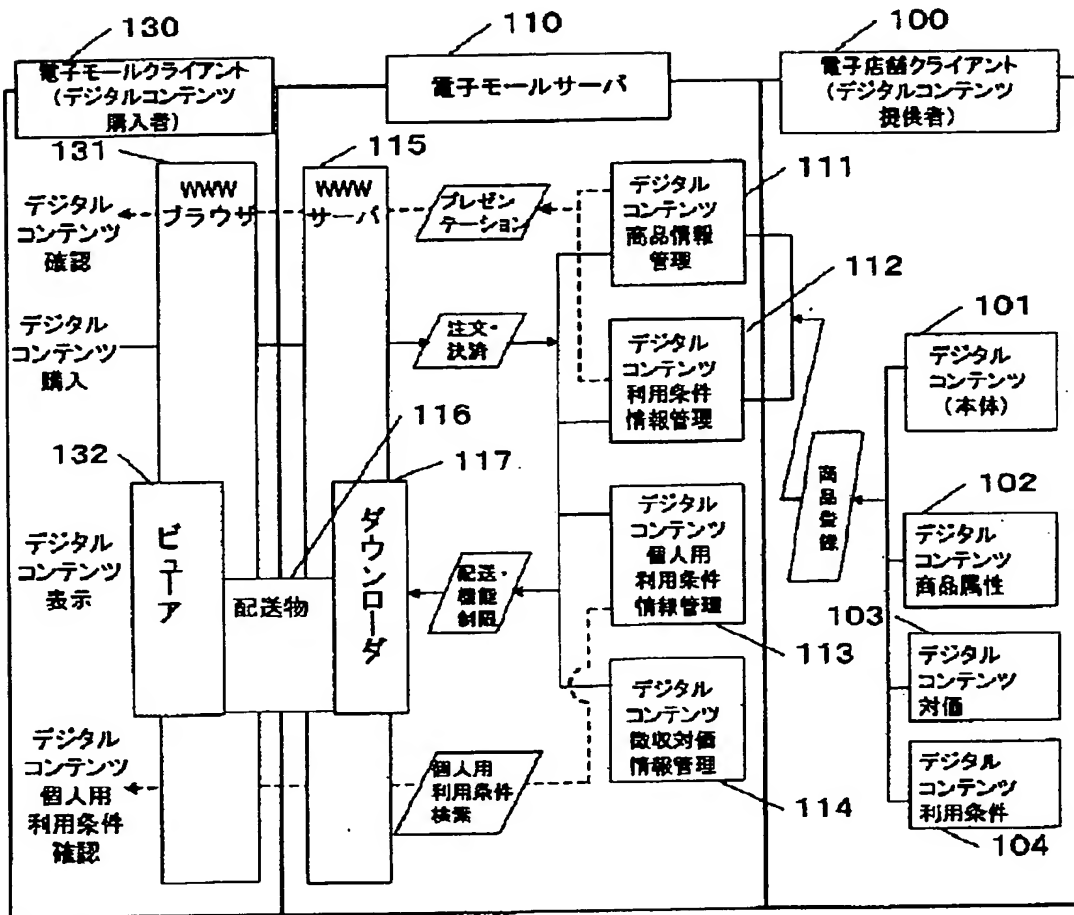 130
電子モールクライアント
(デジタルコンテンツ
購入者)
110
電子モールサーバ
100
電子店舗クライアント
(デジタルコンテンツ
提供者)
131
WWW
ブラウザ
115
WWW
サーバ
プレゼン
テーション
デジタル
コンテンツ
商品情報
管理
111
デジタル
コンテンツ
確認
デジタル
コンテンツ
購入
注文・
決済
デジタル
コンテンツ
利用条件
情報管理
112
101
デジタル
コンテンツ
(本体)
116
132
ビューア
117
ダウンローダ
配送物
デジタル
コンテンツ
表示
配送・
機能
制限
デジタル
コンテンツ
個人用
利用条件
情報管理
113
商品登録
102
デジタル
コンテンツ
商品属性
103
デジタル
コンテンツ
対価
デジタル
コンテンツ
個人用
利用条件
確認
個人用
利用条件
検索
デジタル
コンテンツ
徴収対価
情報管理
114
デジタル
コンテンツ
利用条件
104